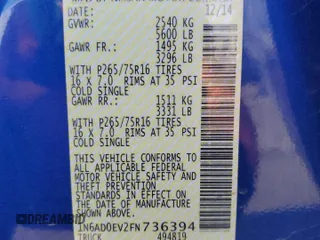 DATE: 12/14
GVWR: 2540 KG
5600 LB
GAWR FR.: 1495 KG
3296 LB
WITH P265/75R16 TIRES
16 X 7.0 RIMS AT 35 PSI
COLD SINGLE
GAWR RR.: 1511 KG
3331 LB
WITH P265/75R16 TIRES
16 X 7.0 RIMS AT 35 PSI
COLD SINGLE
THIS VEHICLE CONFORMS TO
ALL APPLICABLE FEDERAL
MOTOR VEHICLE SAFETY AND
THEFT PREVENTION
STANDARDS IN EFFECT ON
THE DATE OF MANUFACTURE
SHOWN ABOVE
1N6AD0EV2FN736394
TRUCK 494819
DREAMBID